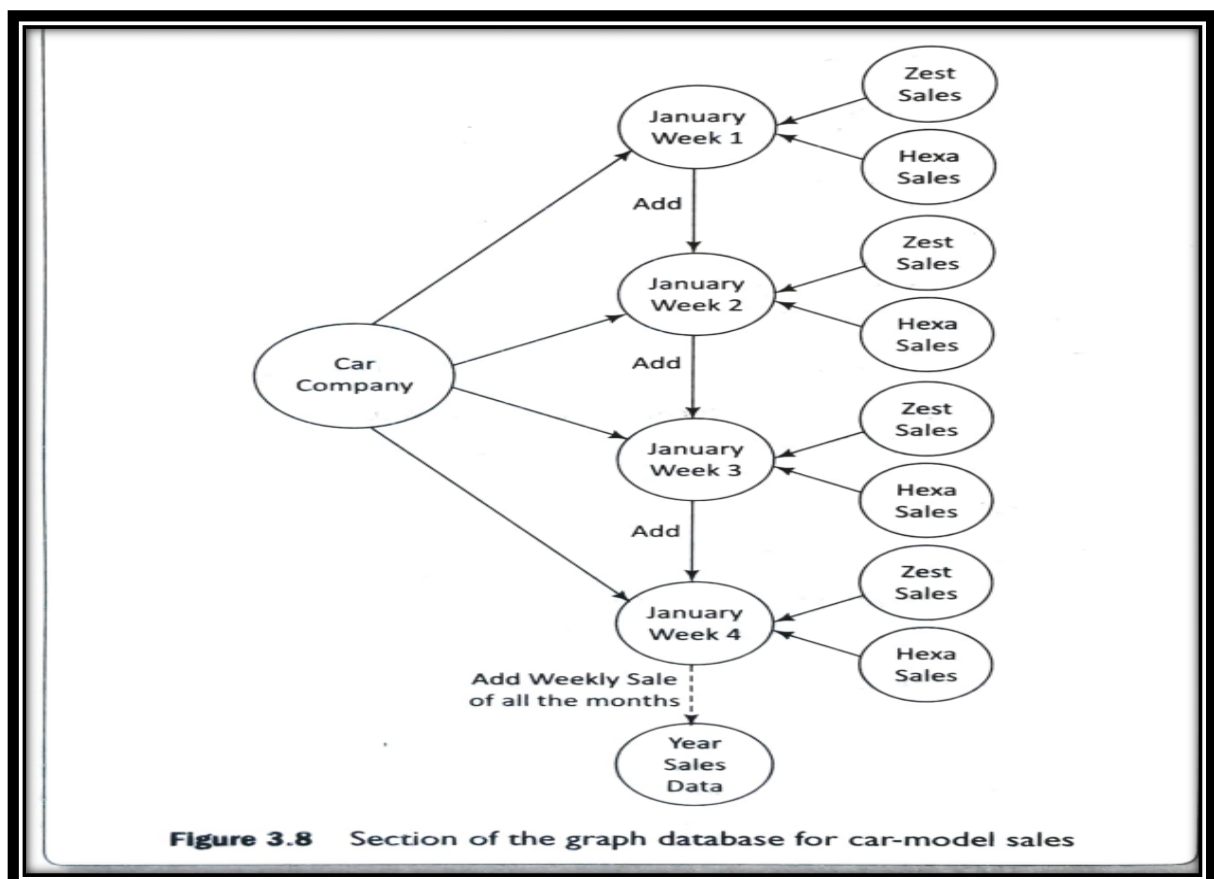 Zest
Sales
January
Week 1
Hexa
Sales
Add
Zest
Sales
January
Week 2
Hexa
Sales
Car
Company
Add
Zest
Sales
January
Week 3
Hexa
Sales
Add
Zest
Sales
January
Week 4
Hexa
Sales
Add Weekly Sale
of all the months
Year
Sales
Data
Figure 3.8 Section of the graph database for car-model sales